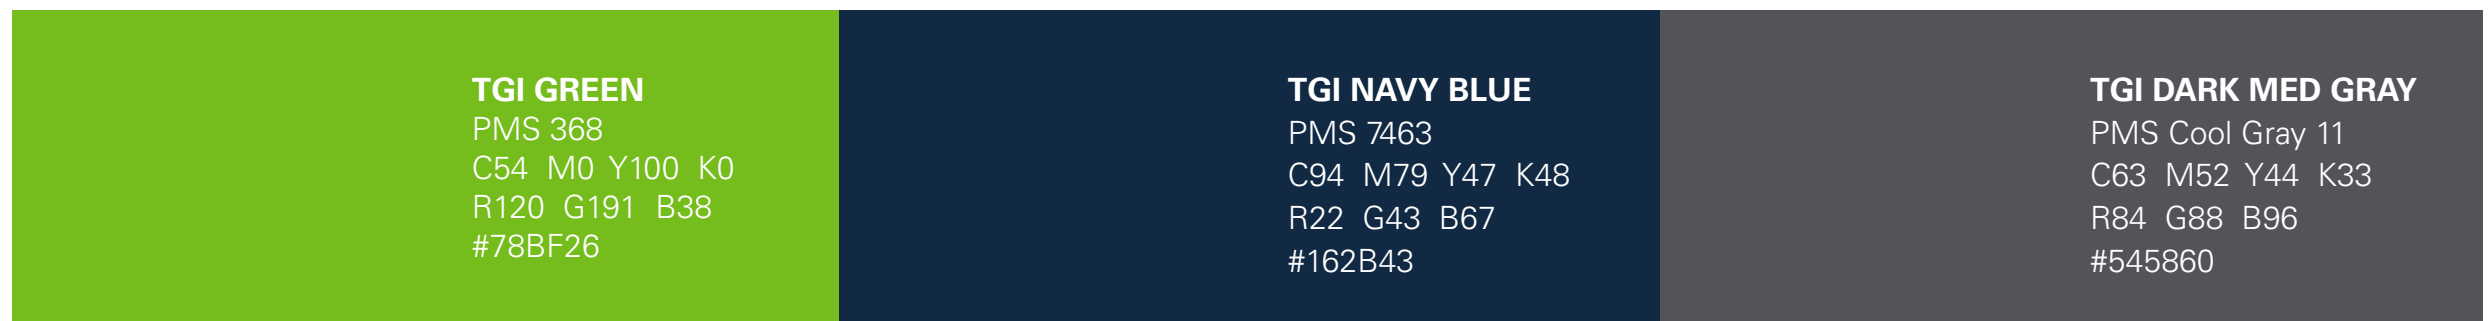 TGI GREEN
PMS 368
C54 M0 Y100 K0
R120 G191 B38
#78BF26
TGI NAVY BLUE
PMS 7463
C94 M79 Y47 K48
R22 G43 B67
#162B43
TGI DARK MED GRAY
PMS Cool Gray 11
C63 M52 Y44 K33
R84 G88 B96
#545860